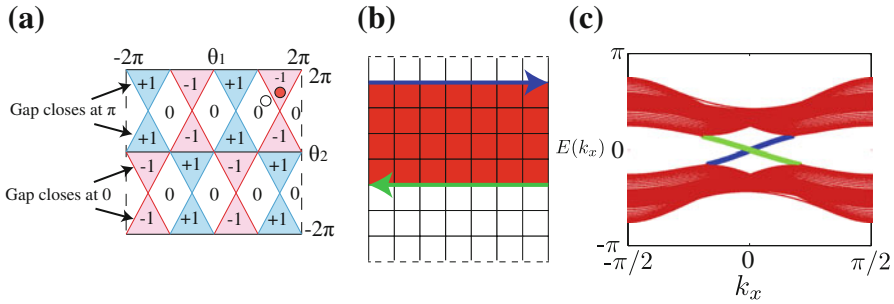 (a)
-2π θ1 2π
+1 -1 +1 -1 2π
Gap closes at π
0 0 0 0
+1 -1 +1 -1
θ2
-1 +1 -1 +1
Gap closes at 0
0 0 0 0
-1 +1 -1 +1 -2π
(b)
(c)
π
E(kx) 0
-π
-π/2 0 π/2
kx